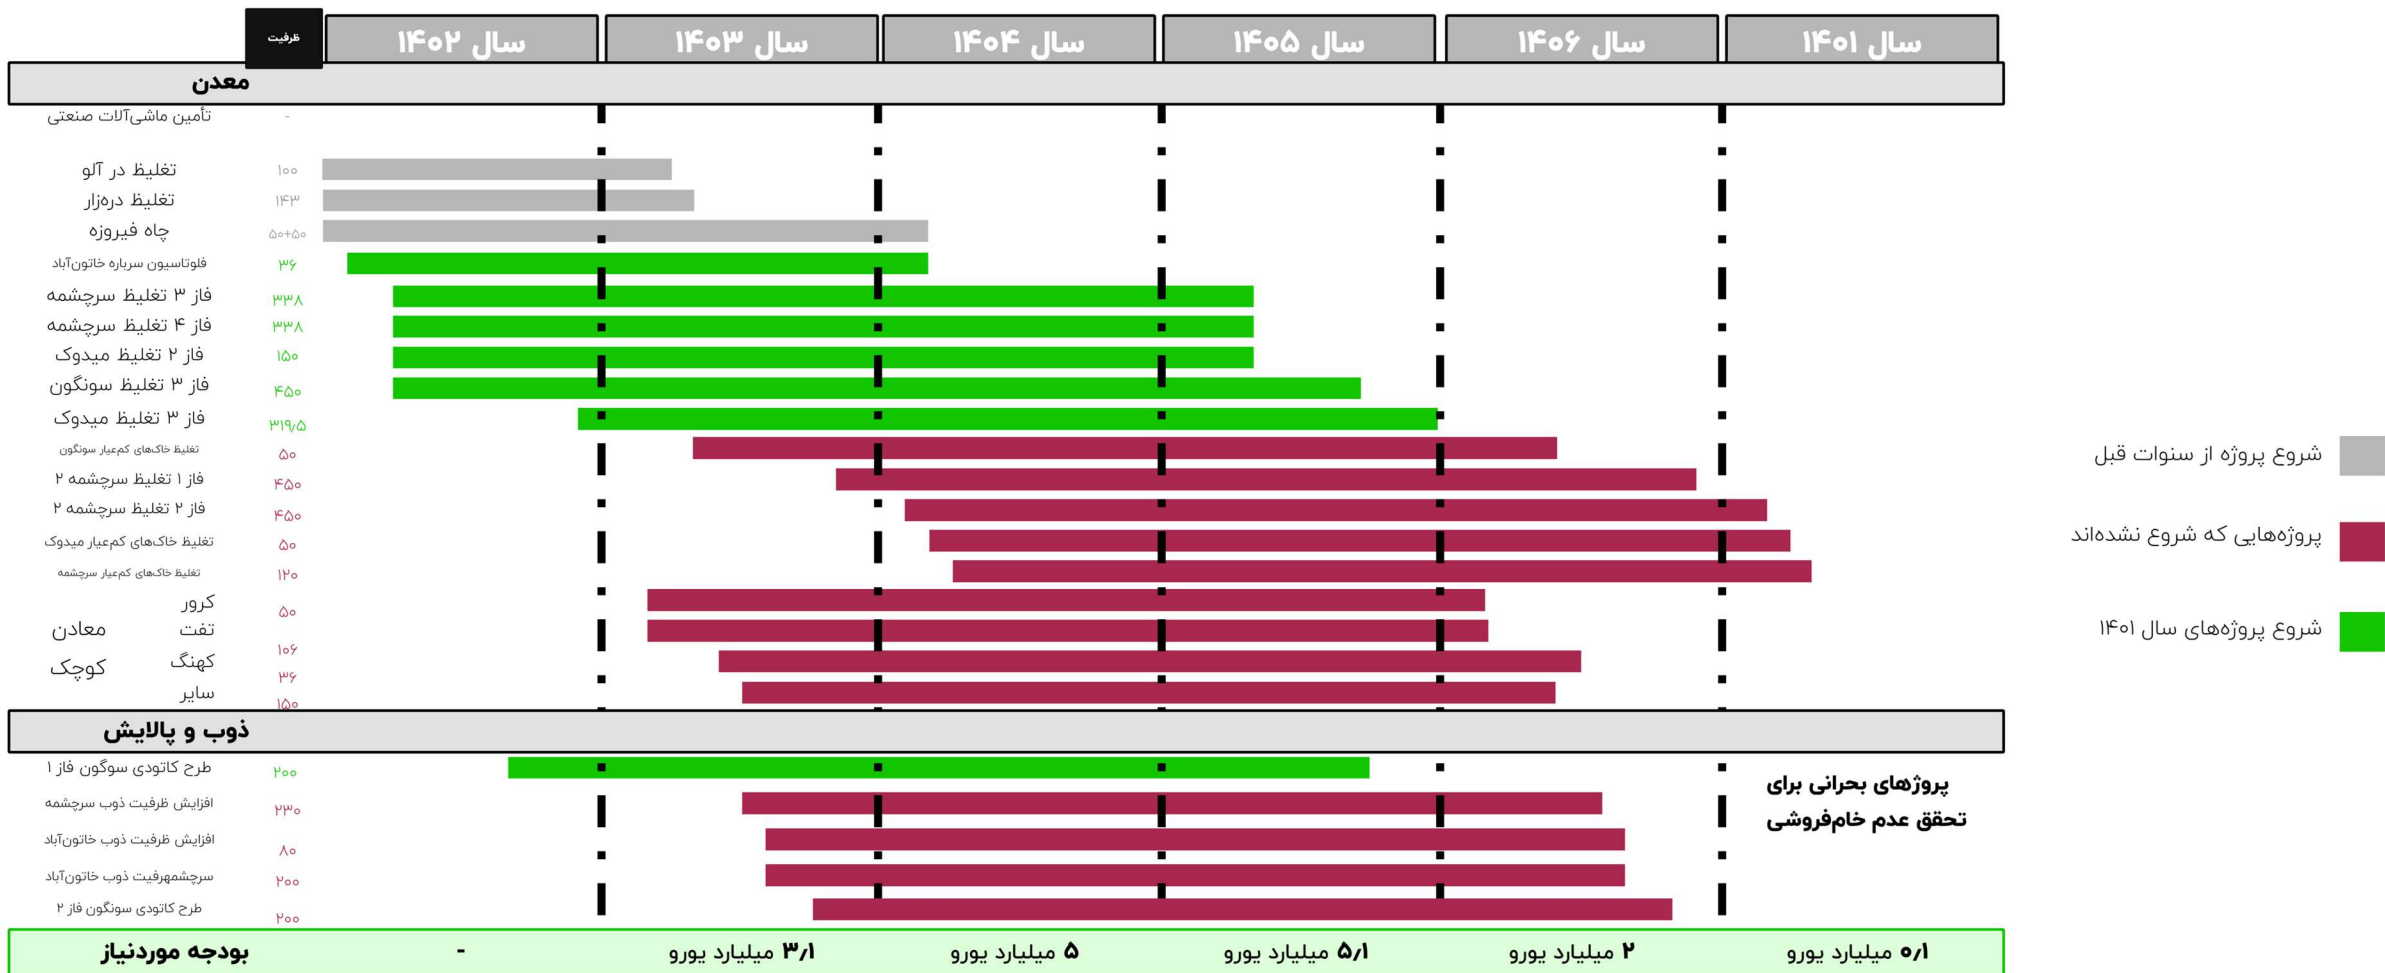 ظرفیت
سال ۱۴۰۲
سال ۱۴۰۳
سال ۱۴۰۴
سال ۱۴۰۵
سال ۱۴۰۶
سال ۱۴۰۱
معدن
تأمین ماشی‌آلات صنعتی -
تغلیظ در آلو ۱۰۰
تغلیظ دره‌زار ۱۴۳
چاه فیروزه ۵۰+۵۰
فلوتاسیون سرباره خاتون‌آباد ۳۶
فاز ۳ تغلیظ سرچشمه ۳۳۸
فاز ۴ تغلیظ سرچشمه ۳۳۸
فاز ۲ تغلیظ میدوک ۱۵۰
فاز ۳ تغلیظ سونگون ۴۵۰
فاز ۳ تغلیظ میدوک ۳۱۹٫۵
تغلیظ خاک‌های کم‌عیار سونگون ۵۰
فاز ۱ تغلیظ سرچشمه ۲ ۴۵۰
فاز ۲ تغلیظ سرچشمه ۲ ۴۵۰
تغلیظ خاک‌های کم‌عیار میدوک ۵۰
تغلیظ خاک‌های کم‌عیار سرچشمه ۱۲۰
معادن
کوچک
کرور ۵۰
تفت ۱۰۶
کهنگ ۳۶
سایر ۱۵۰
ذوب و پالایش
طرح کاتودی سوگون فاز ۱ ۲۰۰
افزایش ظرفیت ذوب سرچشمه ۲۳۰
افزایش ظرفیت ذوب خاتون‌آباد ۸۰
سرچشمهرفیت ذوب خاتون‌آباد ۲۰۰
طرح کاتودی سونگون فاز ۲ ۲۰۰
پروژهای بحرانی برای
تحقق عدم خام‌فروشی
بودجه موردنیاز
-
۳٫۱ میلیارد یورو
۵ میلیارد یورو
۵٫۱ میلیارد یورو
۲ میلیارد یورو
۰٫۱ میلیارد یورو
شروع پروژه از سنوات قبل
پروژه‌هایی که شروع نشده‌اند
شروع پروژه‌های سال ۱۴۰۱